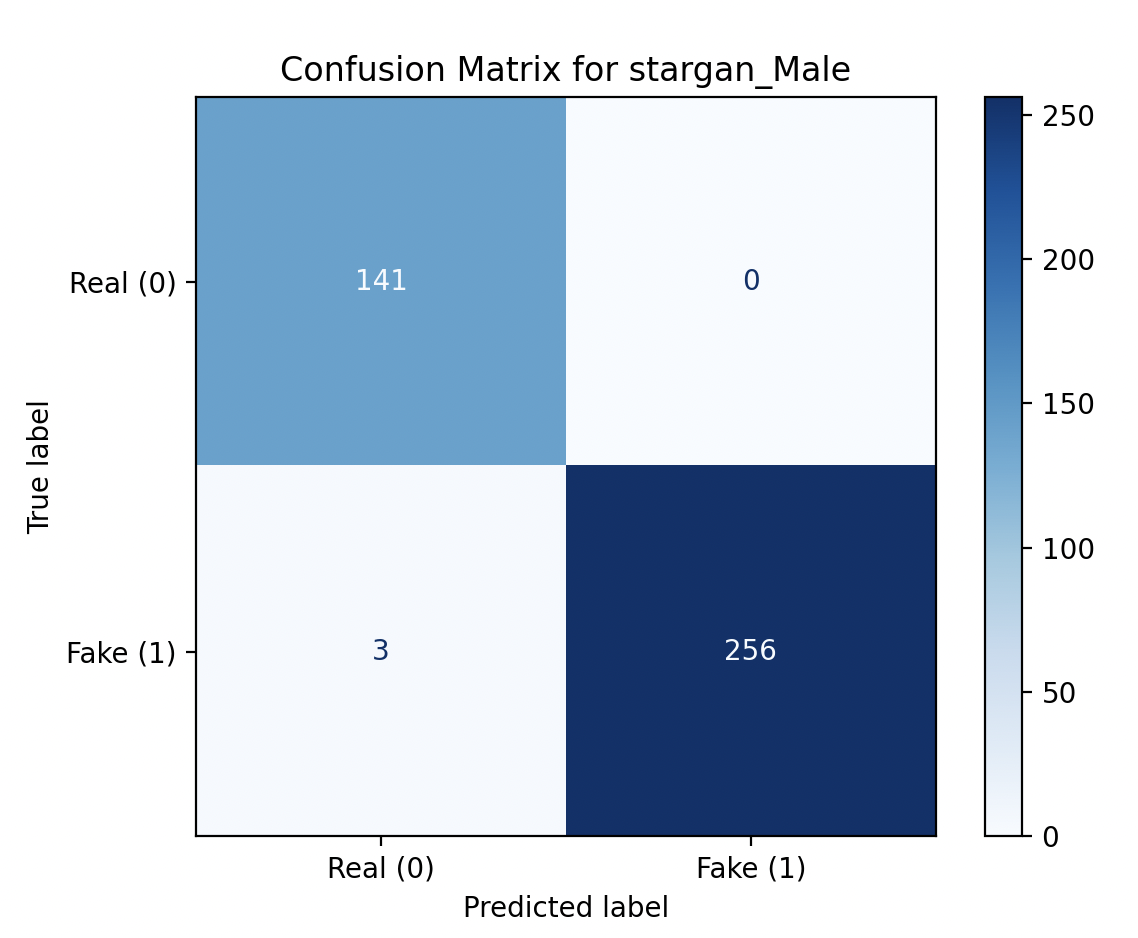 Confusion Matrix for stargan_Male
250
200
150
100
50
0
True label
Real (0)
141
0
Fake (1)
3
256
Real (0)
Fake (1)
Predicted label